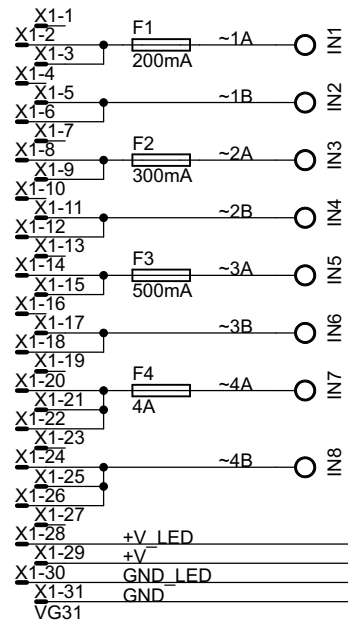 X1-1
X1-2 F1 ~1A IN1
X1-3 200mA
X1-4
X1-5 ~1B IN2
X1-6
X1-7
X1-8 F2 ~2A IN3
X1-9 300mA
X1-10
X1-11 ~2B IN4
X1-12
X1-13
X1-14 F3 ~3A IN5
X1-15 500mA
X1-16
X1-17 ~3B IN6
X1-18
X1-19
X1-20 F4 ~4A IN7
X1-21 4A
X1-22
X1-23
X1-24 ~4B IN8
X1-25
X1-26
X1-27
X1-28 +V_LED
X1-29 +V
X1-30 GND_LED
X1-31 GND
VG31